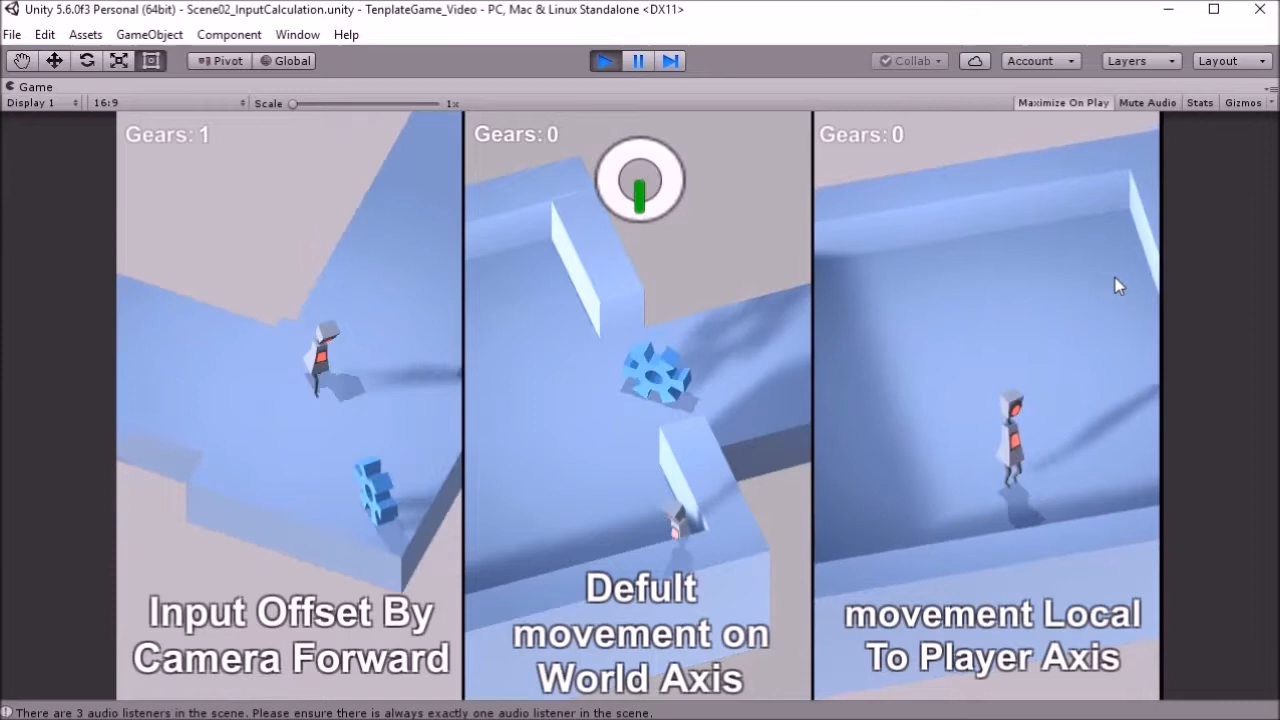 Unity 5.6.0f3 Personal (64bit) - Scene02_InputCalculation.unity - TenplateGame_Video - PC, Mac & Linux Standalone <DX11>
File Edit Assets GameObject Component Window Help
Pivot Global Collab Account Layers Layout
Game
Display 1 16:9 Scale 1x Maximize On Play Mute Audio Stats Gizmos
Gears: 1
Gears: 0
Gears: 0
Input Offset By
Camera Forward
Defult
movement on
World Axis
movement Local
To Player Axis
There are 3 audio listeners in the scene. Please ensure there is always exactly one audio listener in the scene.